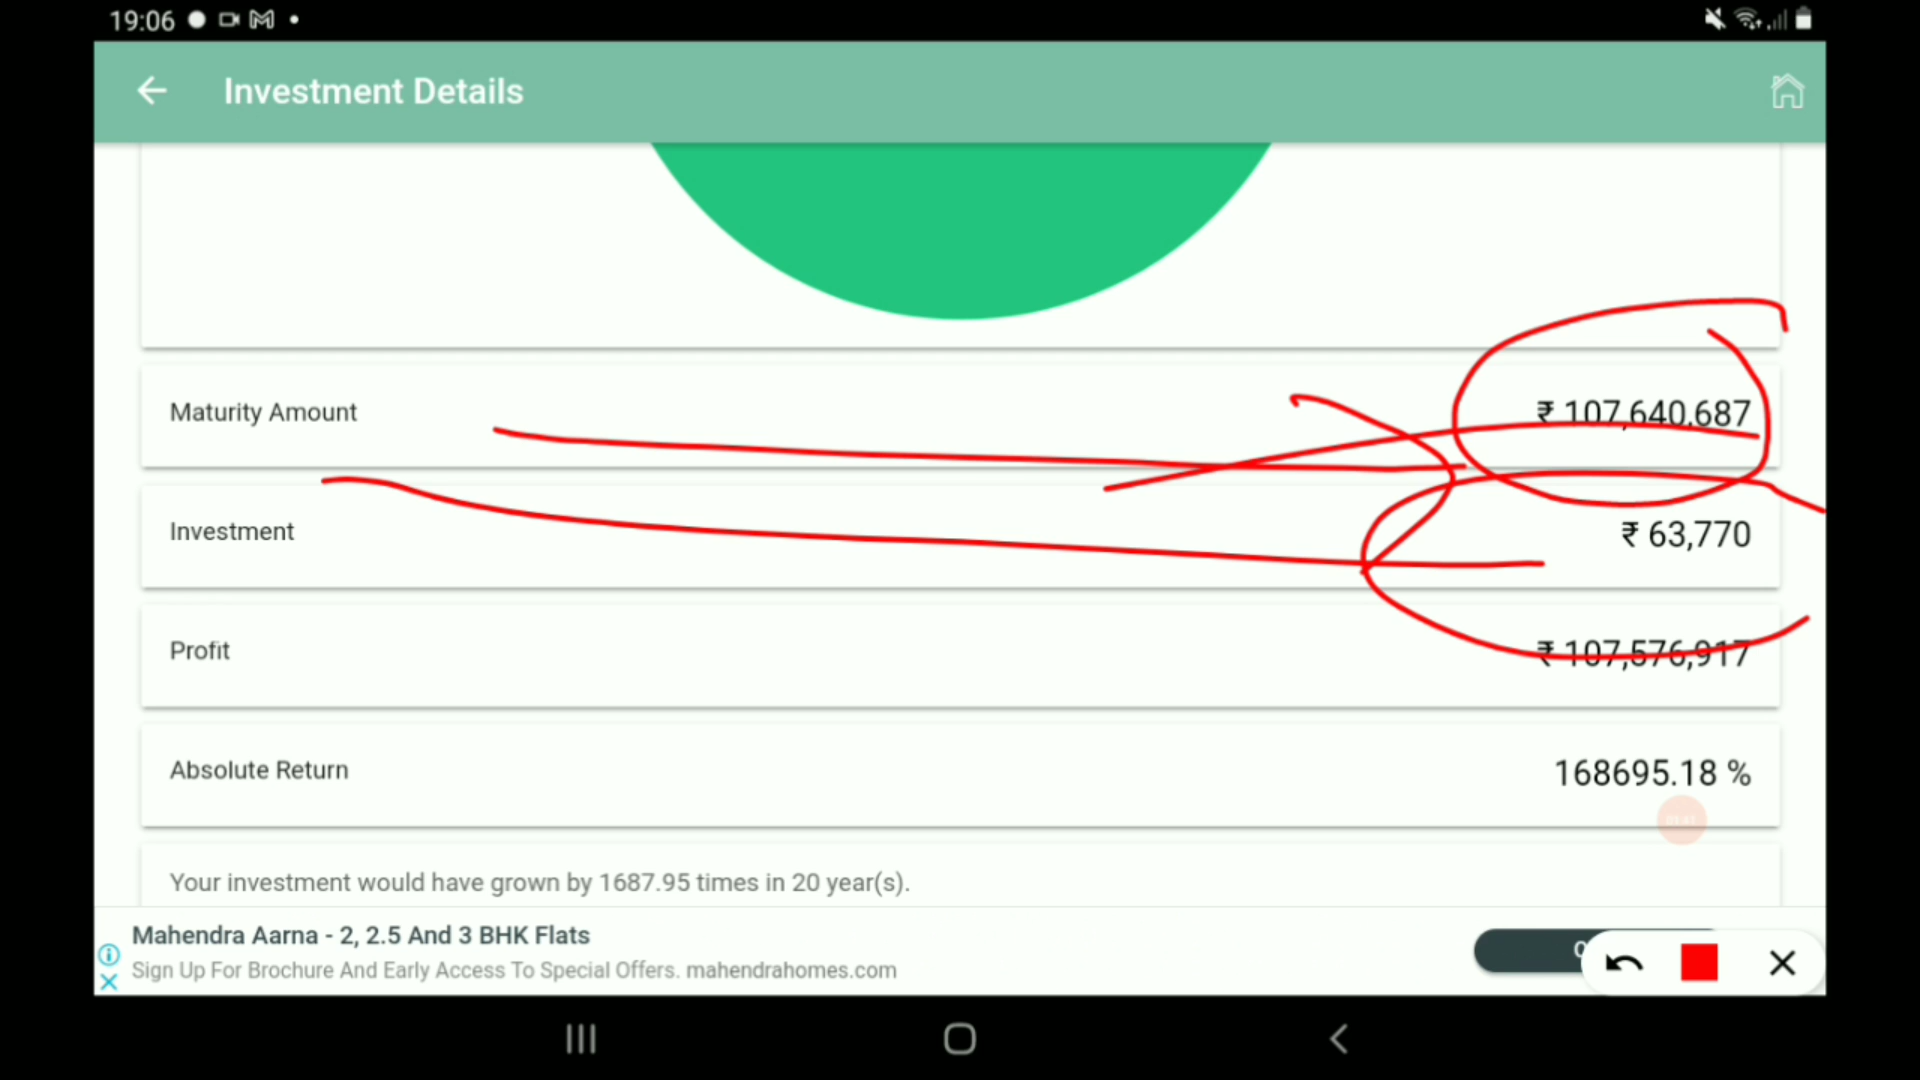 19:06
Investment Details
Maturity Amount
₹ 107,640,687
Investment
₹ 63,770
Profit
₹ 107,576,917
Absolute Return
168695.18 %
Your investment would have grown by 1687.95 times in 20 year(s).
Mahendra Aarna - 2, 2.5 And 3 BHK Flats
Sign Up For Brochure And Early Access To Special Offers. mahendrahomes.com